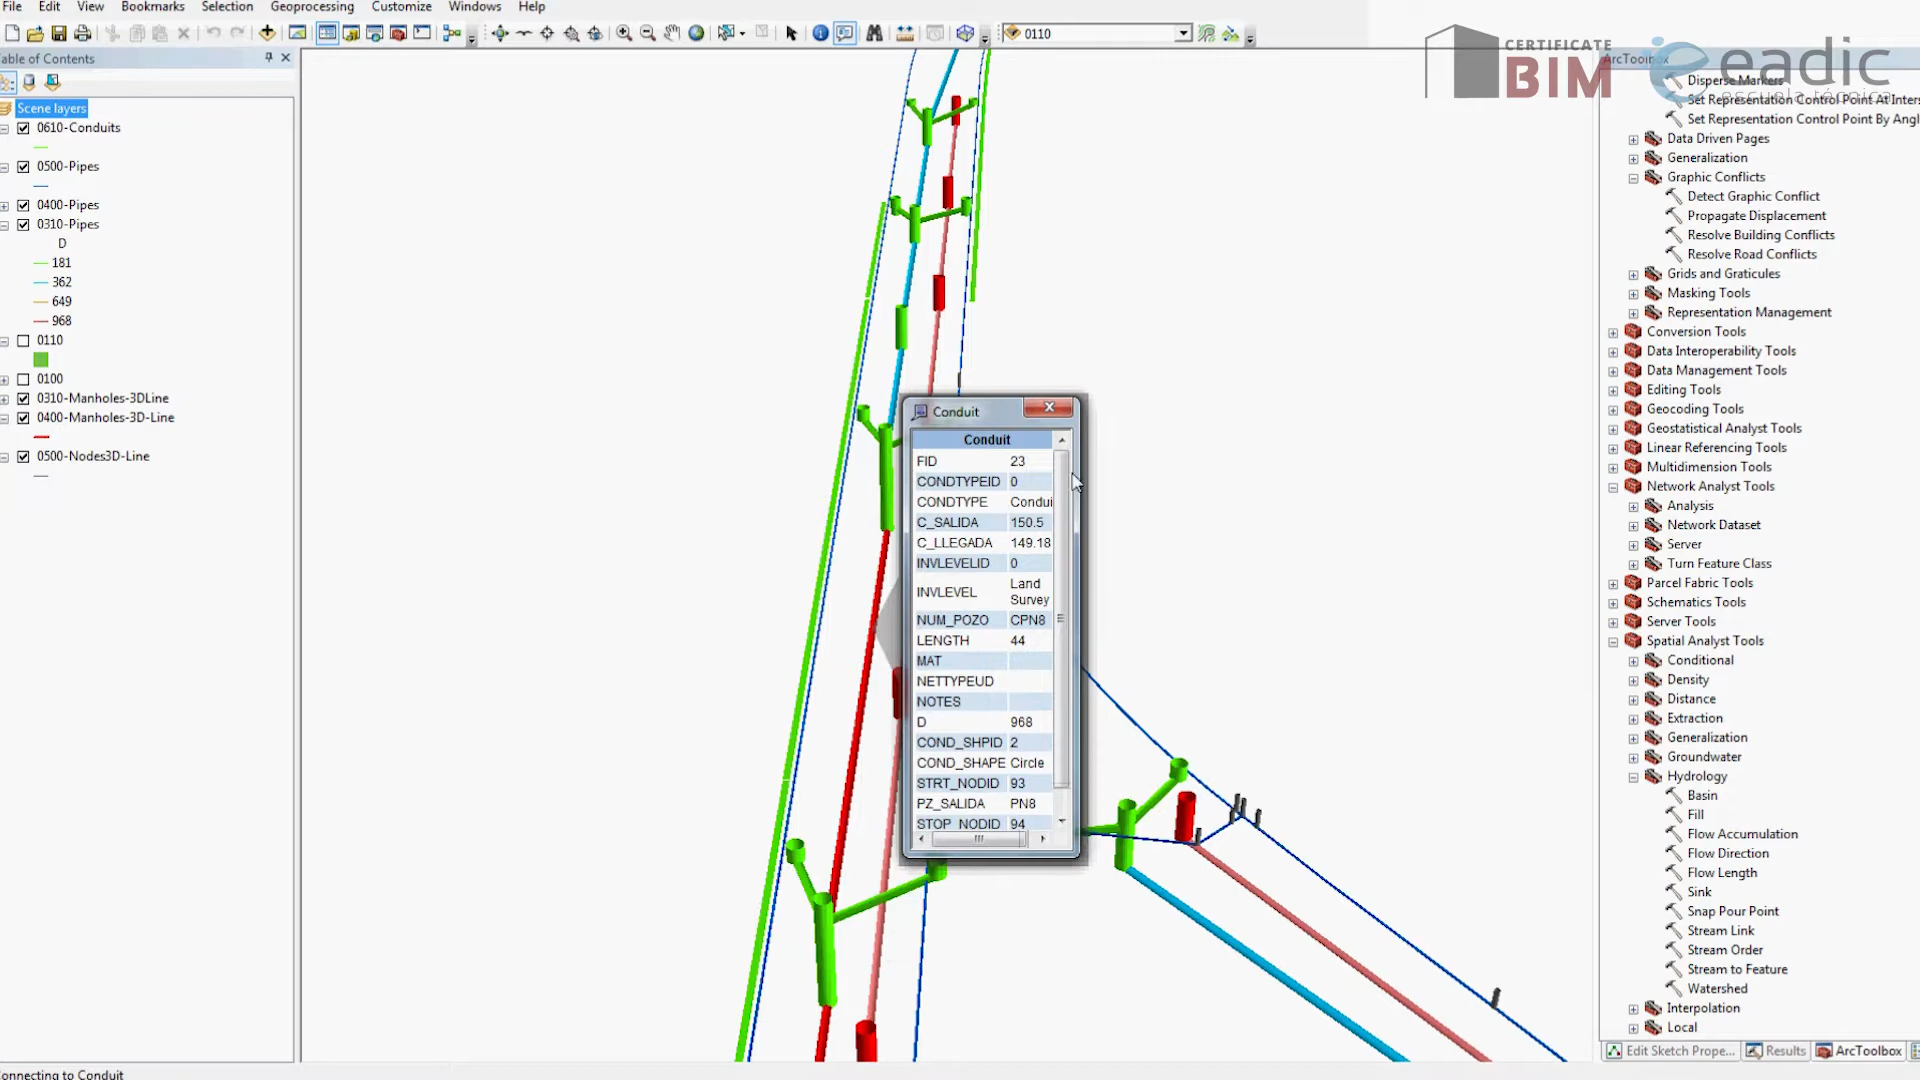 File Edit View Bookmarks Selection Geoprocessing Customize Windows Help
0110
CERTIFICATE
BIM
eadic
escuela técnica
Table of Contents
Scene layers
0610-Conduits
0500-Pipes
0400-Pipes
0310-Pipes
D
181
362
649
968
0110
0100
0310-Manholes-3DLine
0400-Manholes-3D-Line
0500-Nodes3D-Line
Conduit
Conduit
FID 23
CONDTYPEID 0
CONDTYPE Condui
C_SALIDA 150.5
C_LLEGADA 149.18
INVLEVELID 0
INVLEVEL Land Survey
NUM_POZO CPN8
LENGTH 44
MAT
NETTYPEUD
NOTES
D 968
COND_SHPID 2
COND_SHAPE Circle
STRT_NODID 93
PZ_SALIDA PN8
STOP_NODID 94
ArcToolbox
Disperse Markers
Set Representation Control Point At Inters
Set Representation Control Point By Angl
Data Driven Pages
Generalization
Graphic Conflicts
Detect Graphic Conflict
Propagate Displacement
Resolve Building Conflicts
Resolve Road Conflicts
Grids and Graticules
Masking Tools
Representation Management
Conversion Tools
Data Interoperability Tools
Data Management Tools
Editing Tools
Geocoding Tools
Geostatistical Analyst Tools
Linear Referencing Tools
Multidimension Tools
Network Analyst Tools
Analysis
Network Dataset
Server
Turn Feature Class
Parcel Fabric Tools
Schematics Tools
Server Tools
Spatial Analyst Tools
Conditional
Density
Distance
Extraction
Generalization
Groundwater
Hydrology
Basin
Fill
Flow Accumulation
Flow Direction
Flow Length
Sink
Snap Pour Point
Stream Link
Stream Order
Stream to Feature
Watershed
Interpolation
Local
Edit Sketch Prope... Results ArcToolbox
Connecting to Conduit